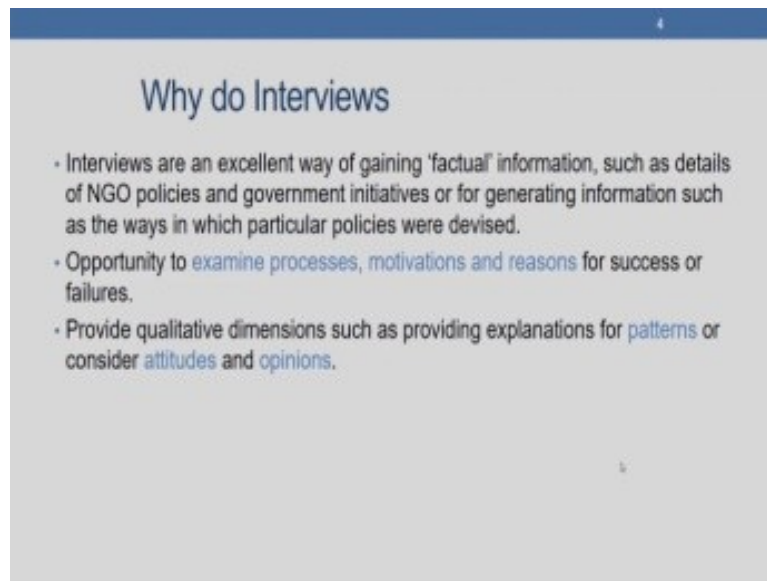 4
Why do Interviews
• Interviews are an excellent way of gaining 'factual' information, such as details
of NGO policies and government initiatives or for generating information such
as the ways in which particular policies were devised.
• Opportunity to examine processes, motivations and reasons for success or
failures.
• Provide qualitative dimensions such as providing explanations for patterns or
consider attitudes and opinions.